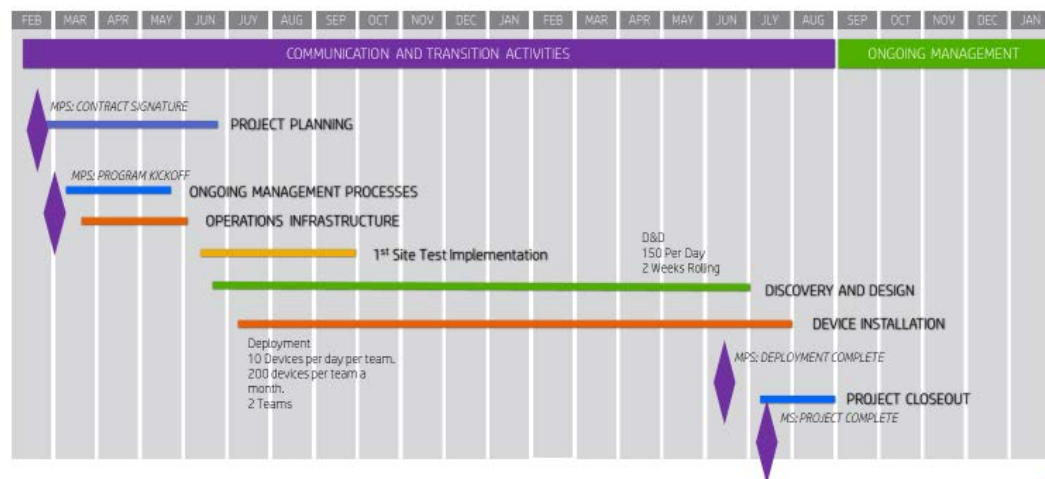 FEB MAR APR MAY JUN JUY AUG SEP OCT NOV DEC JAN FEB MAR APR MAY JUN JLY AUG SEP OCT NOV DEC JAN
COMMUNICATION AND TRANSITION ACTIVITIES
ONGOING MANAGEMENT
MPS: CONTRACT SIGNATURE
PROJECT PLANNING
MPS: PROGRAM KICKOFF
ONGOING MANAGEMENT PROCESSES
OPERATIONS INFRASTRUCTURE
1st Site Test Implementation
D&D
150 Per Day
2 Weeks Rolling
DISCOVERY AND DESIGN
DEVICE INSTALLATION
Deployment
10 Devices per day per team.
200 devices per team a
month.
2 Teams
MPS: DEPLOYMENT COMPLETE
PROJECT CLOSEOUT
MS: PROJECT COMPLETE